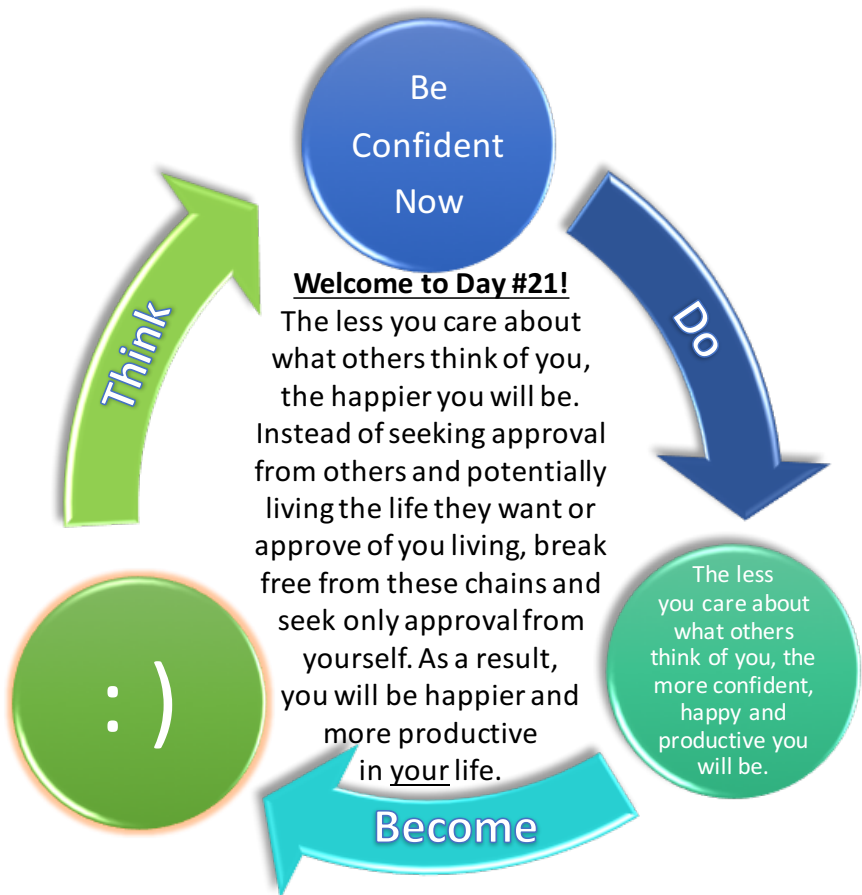 Be
Confident
Now
Do
Welcome to Day #21!
The less you care about
what others think of you,
the happier you will be.
Instead of seeking approval
from others and potentially
living the life they want or
approve of you living, break
free from these chains and
seek only approval from
yourself. As a result,
you will be happier and
more productive
in your life.
The less
you care about
what others
think of you, the
more confident,
happy and
productive you
will be.
Become
: )
Think